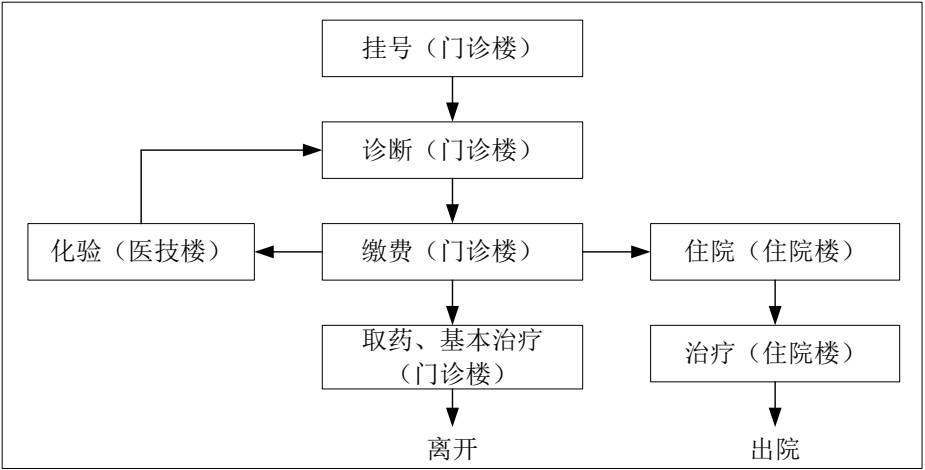 挂号（门诊楼）
诊断（门诊楼）
化验（医技楼）
缴费（门诊楼）
住院（住院楼）
取药、基本治疗
（门诊楼）
治疗（住院楼）
离开
出院